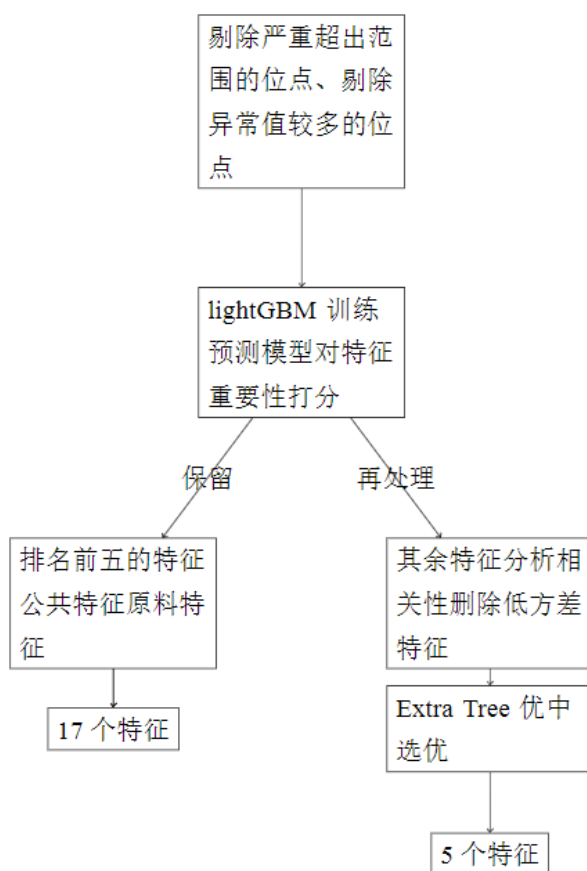 剔除严重超出范
围的位点、剔除
异常值较多的位
点
lightGBM 训练
预测模型对特征
重要性打分
保留
再处理
排名前五的特征
公共特征原料特
征
其余特征分析相
关性删除低方差
特征
17 个特征
Extra Tree 优中
选优
5 个特征